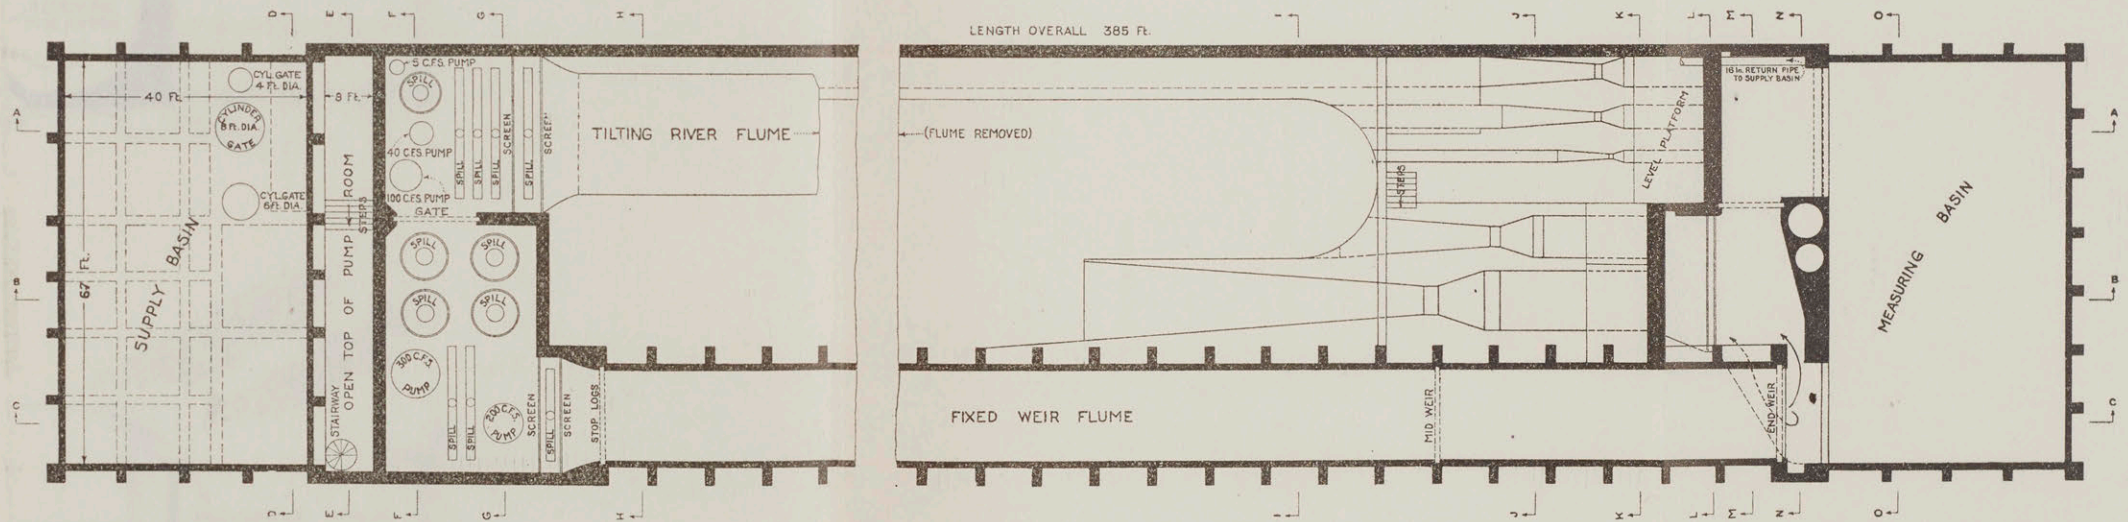 D E F G H I J K L M N O
LENGTH OVERALL 385 Ft.
A
B
C
40 Ft.
67 Ft.
SUPPLY BASIN
CYL. GATE
4 Ft. DIA.
CYLINDER
8 Ft. DIA.
GATE
CYL. GATE
6 Ft. DIA.
8 Ft.
OPEN TOP OF PUMP ROOM
STEPS
STAIRWAY
5 C.F.S. PUMP
SPILL
40 C.F.S. PUMP
100 C.F.S. PUMP
GATE
SPILL
SPILL
SPILL
SCREEN
SPILL
SCREEN
SPILL
SPILL
SPILL
SPILL
300 C.F.S.
PUMP
SPILL
SPILL
200 C.F.S.
PUMP
SCREEN
SPILL
SCREEN
STOP LOGS
TILTING RIVER FLUME
(FLUME REMOVED)
STEPS
LEVEL PLATFORM
16 In. RETURN PIPE
TO SUPPLY BASIN
FIXED WEIR FLUME
MID WEIR
END WEIR
MEASURING BASIN
A
B
C
D E F G H I J K L M N O